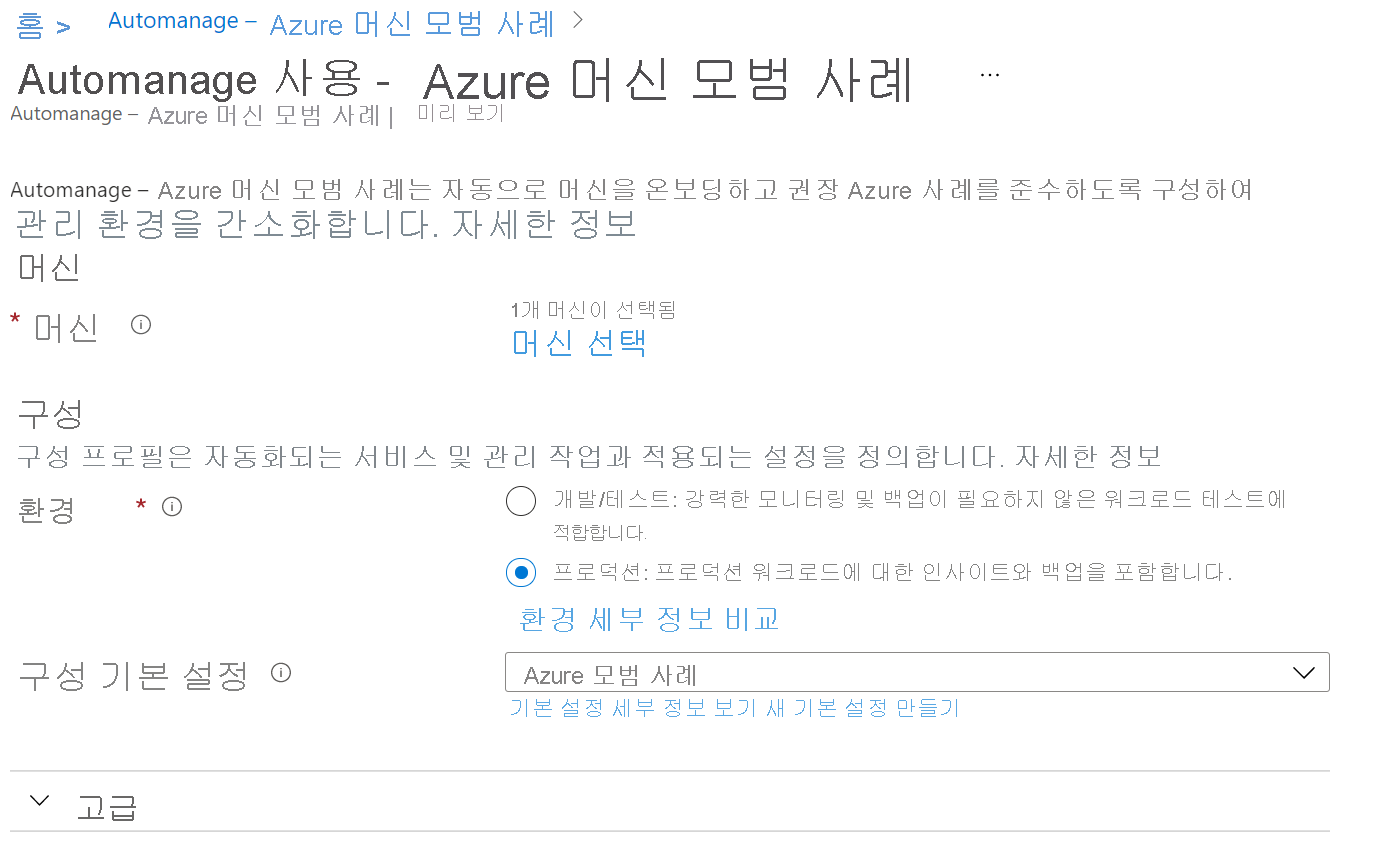 홈 > Automanage – Azure 머신 모범 사례 >
Automanage 사용 - Azure 머신 모범 사례 ...
Automanage – Azure 머신 모범 사례 | 미리 보기
Automanage – Azure 머신 모범 사례는 자동으로 머신을 온보딩하고 권장 Azure 사례를 준수하도록 구성하여
관리 환경을 간소화합니다. 자세한 정보
머신
* 머신
1개 머신이 선택됨
머신 선택
구성
구성 프로필은 자동화되는 서비스 및 관리 작업과 적용되는 설정을 정의합니다. 자세한 정보
환경 *
개발/테스트: 강력한 모니터링 및 백업이 필요하지 않은 워크로드 테스트에
적합합니다.
프로덕션: 프로덕션 워크로드에 대한 인사이트와 백업을 포함합니다.
환경 세부 정보 비교
구성 기본 설정
Azure 모범 사례
기본 설정 세부 정보 보기 새 기본 설정 만들기
고급